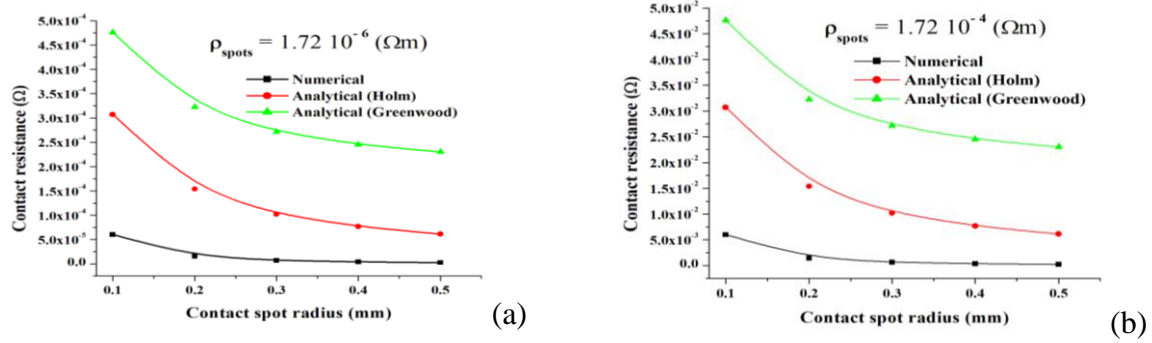 5.0x10⁻⁴
4.5x10⁻⁴
4.0x10⁻⁴
3.5x10⁻⁴
3.0x10⁻⁴
2.5x10⁻⁴
2.0x10⁻⁴
1.5x10⁻⁴
1.0x10⁻⁴
5.0x10⁻⁵
0.0
Contact resistance (Ω)
ρspots = 1.72 10⁻⁶ (Ωm)
Numerical
Analytical (Holm)
Analytical (Greenwood)
0.1 0.2 0.3 0.4 0.5
Contact spot radius (mm)
(a)
5.0x10⁻²
4.5x10⁻²
4.0x10⁻²
3.5x10⁻²
3.0x10⁻²
2.5x10⁻²
2.0x10⁻²
1.5x10⁻²
1.0x10⁻²
5.0x10⁻³
0.0
Contact resistance (Ω)
ρspots = 1.72 10⁻⁴ (Ωm)
Numerical
Analytical (Holm)
Analytical (Greenwood)
0.1 0.2 0.3 0.4 0.5
Contact spot radius (mm)
(b)